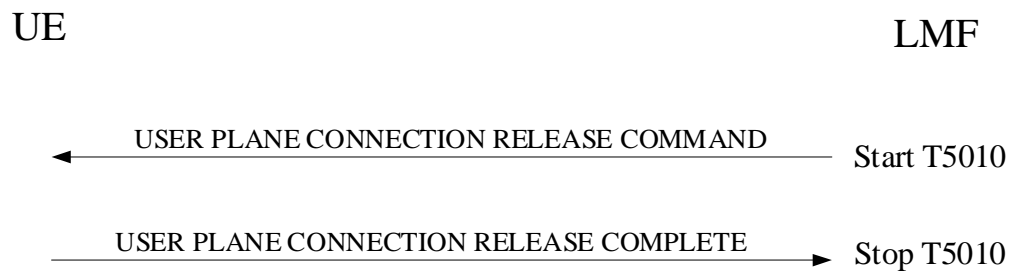 UE
LMF
USER PLANE CONNECTION RELEASE COMMAND
Start T5010
USER PLANE CONNECTION RELEASE COMPLETE
Stop T5010